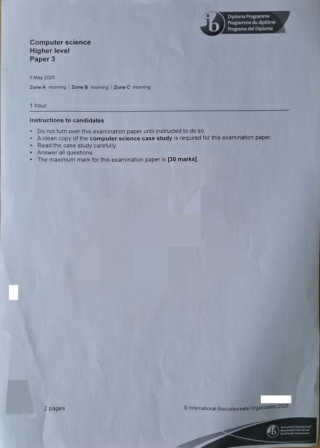 Diploma Programme
Programme du diplôme
Programa del Diploma
Computer science
Higher level
Paper 3
Zone A morning | Zone B morning | Zone C morning
1 hour
Instructions to candidates
• Do not turn over this examination paper until instructed to do so.
• A clean copy of the computer science case study is required for this examination paper.
• Read the case study carefully.
• Answer all questions.
• The maximum mark for this examination paper is [30 marks].
2 pages
© International Baccalaureate Organization